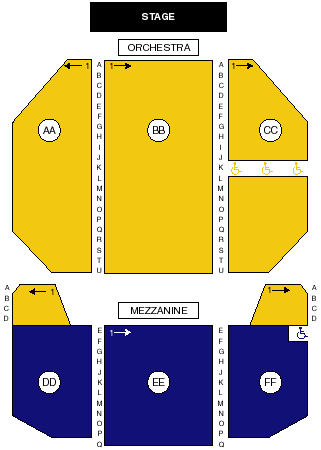 STAGE
ORCHESTRA
1 1 1
A A
B B
C C
D D
E E
F F
G G
AA BB CC
H H
I I
J J
K K
L L
M M
N N
O O
P P
Q Q
R R
S S
T T
U U
A 1 1 A
B B
C C
D D
MEZZANINE
E 1 E
F F
G G
H H
J J
DD EE FF
K K
L L
M M
N N
O O
P P
Q Q